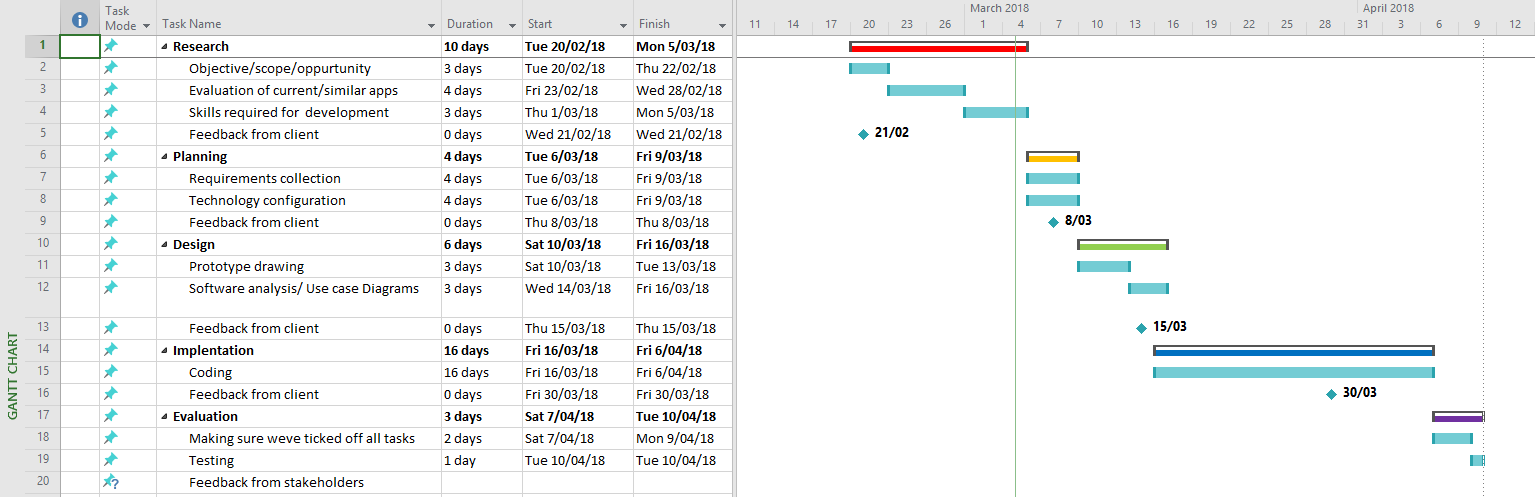 Task Mode Task Name Duration Start Finish
March 2018 April 2018
11 14 17 20 23 26 1 4 7 10 13 16 19 22 25 28 31 3 6 9 12
1 Research 10 days Tue 20/02/18 Mon 5/03/18
2 Objective/scope/oppurtunity 3 days Tue 20/02/18 Thu 22/02/18
3 Evaluation of current/similar apps 4 days Fri 23/02/18 Wed 28/02/18
4 Skills required for development 3 days Thu 1/03/18 Mon 5/03/18
5 Feedback from client 0 days Wed 21/02/18 Wed 21/02/18 21/02
6 Planning 4 days Tue 6/03/18 Fri 9/03/18
7 Requirements collection 4 days Tue 6/03/18 Fri 9/03/18
8 Technology configuration 4 days Tue 6/03/18 Fri 9/03/18
9 Feedback from client 0 days Thu 8/03/18 Thu 8/03/18 8/03
10 Design 6 days Sat 10/03/18 Fri 16/03/18
11 Prototype drawing 3 days Sat 10/03/18 Tue 13/03/18
12 Software analysis/ Use case Diagrams 3 days Wed 14/03/18 Fri 16/03/18
13 Feedback from client 0 days Thu 15/03/18 Thu 15/03/18 15/03
14 Implentation 16 days Fri 16/03/18 Fri 6/04/18
15 Coding 16 days Fri 16/03/18 Fri 6/04/18
16 Feedback from client 0 days Fri 30/03/18 Fri 30/03/18 30/03
17 Evaluation 3 days Sat 7/04/18 Tue 10/04/18
18 Making sure weve ticked off all tasks 2 days Sat 7/04/18 Mon 9/04/18
19 Testing 1 day Tue 10/04/18 Tue 10/04/18
20 Feedback from stakeholders
GANTT CHART